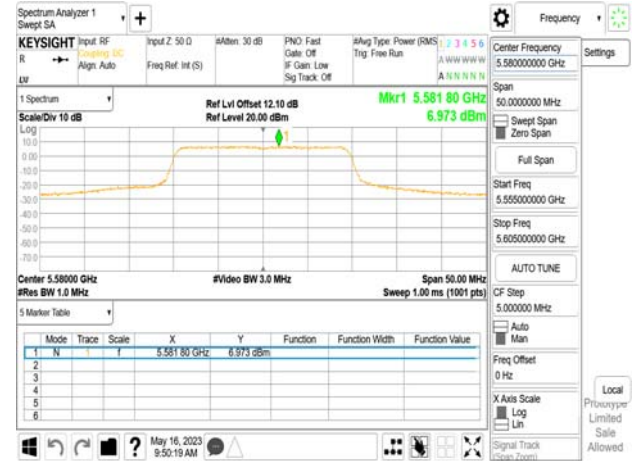 Spectrum Analyzer 1
Swept SA
+
Frequency
KEYSIGHT
Input: RF
Coupling: DC
Align: Auto
Input Z: 50 Ω
Freq Ref: Int (S)
#Atten: 30 dB
PNO: Fast
Gate: Off
IF Gain: Low
Sig Track: Off
#Avg Type: Power (RMS
Trig: Free Run
1 2 3 4 5 6
A W W W W W
A N N N N N
R
LXI
1 Spectrum
Scale/Div 10 dB
Ref Lvl Offset 12.10 dB
Ref Level 20.00 dBm
Mkr1 5.581 80 GHz
6.973 dBm
Log
10.0
0.00
-10.0
-20.0
-30.0
-40.0
-50.0
-60.0
-70.0
1
Center 5.58000 GHz
#Res BW 1.0 MHz
#Video BW 3.0 MHz
Span 50.00 MHz
Sweep 1.00 ms (1001 pts)
5 Marker Table
Mode Trace Scale X Y Function Function Width Function Value
1 N 1 f 5.581 80 GHz 6.973 dBm
2
3
4
5
6
May 16, 2023
9:50:19 AM
Center Frequency
5.580000000 GHz
Settings
Span
50.0000000 MHz
Swept Span
Zero Span
Full Span
Start Freq
5.555000000 GHz
Stop Freq
5.605000000 GHz
AUTO TUNE
CF Step
5.000000 MHz
Auto
Man
Freq Offset
0 Hz
X Axis Scale
Log
Lin
Signal Track
(Span Zoom)
Local
Prototype
Limited
Sale
Allowed